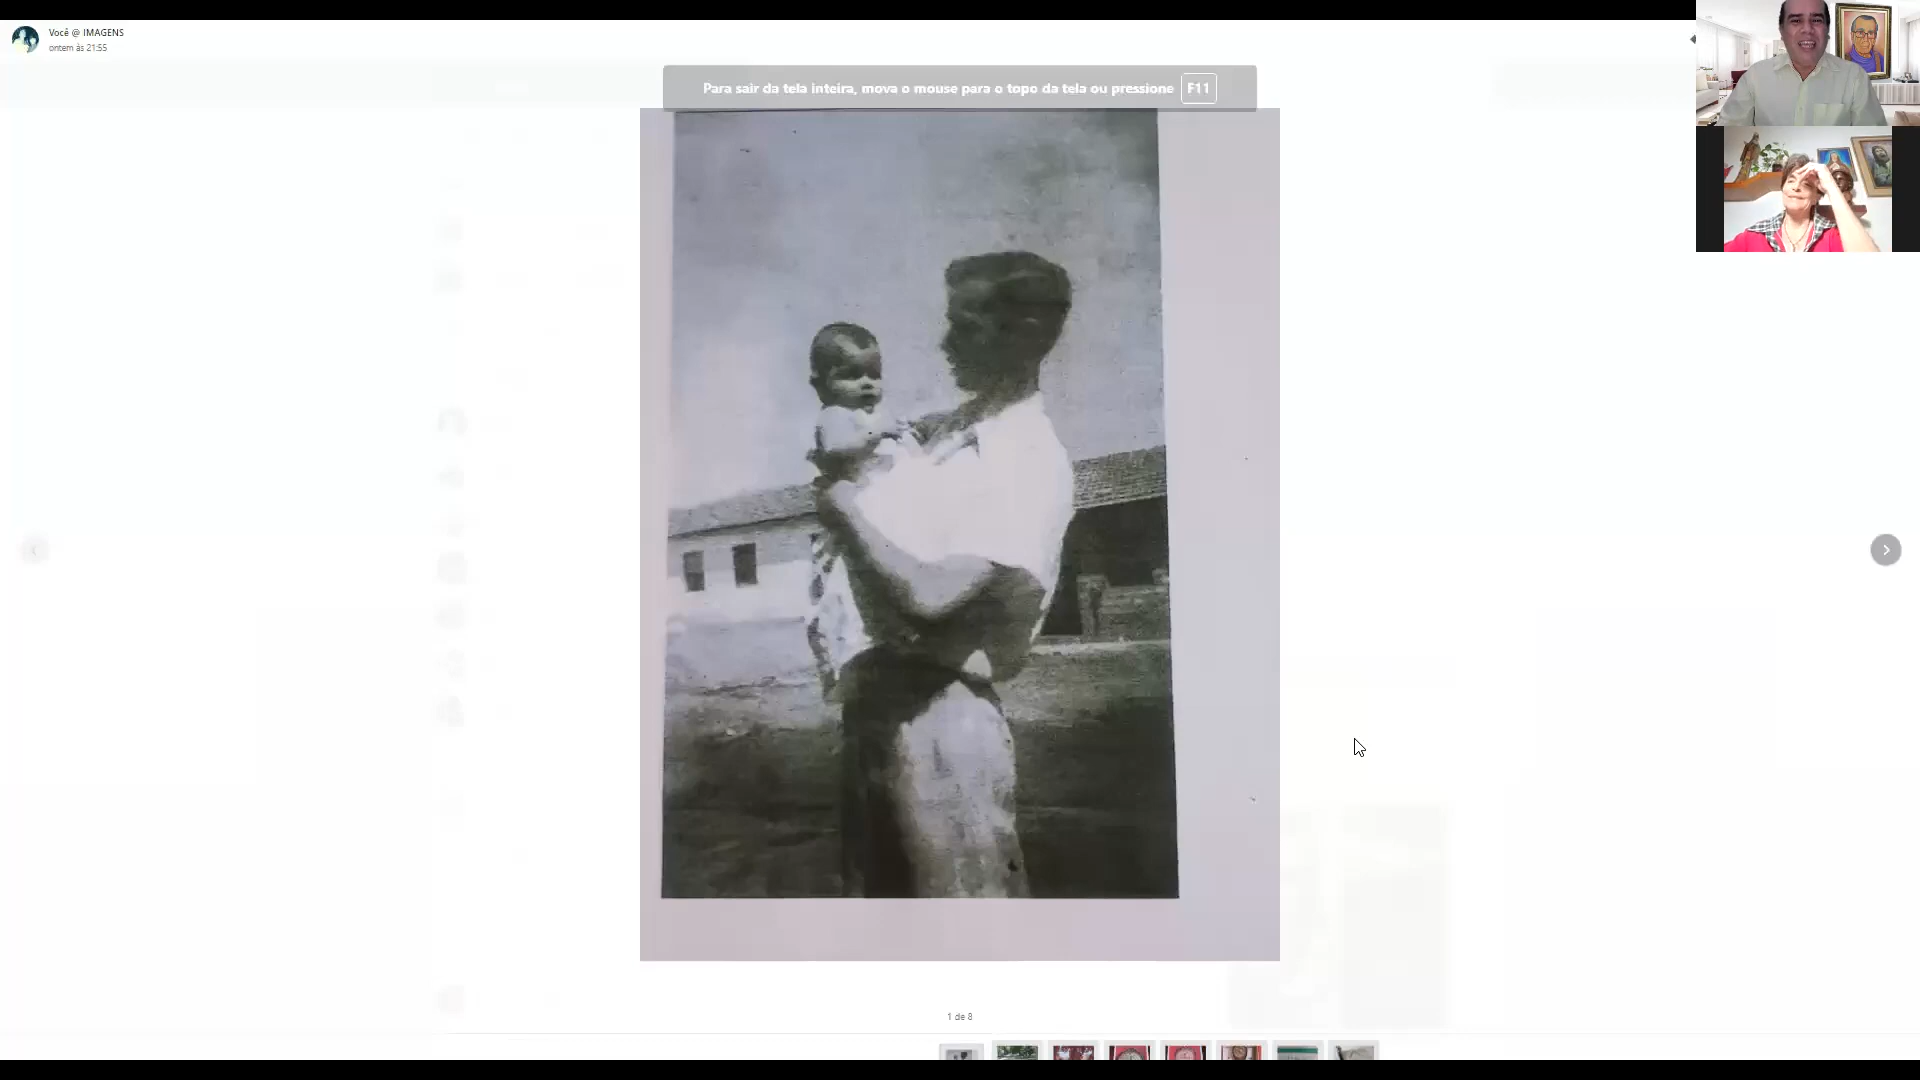 Você @ IMAGENS
ontem às 21:55
Para sair da tela inteira, mova o mouse para o topo da tela ou pressione F11
1 de 8